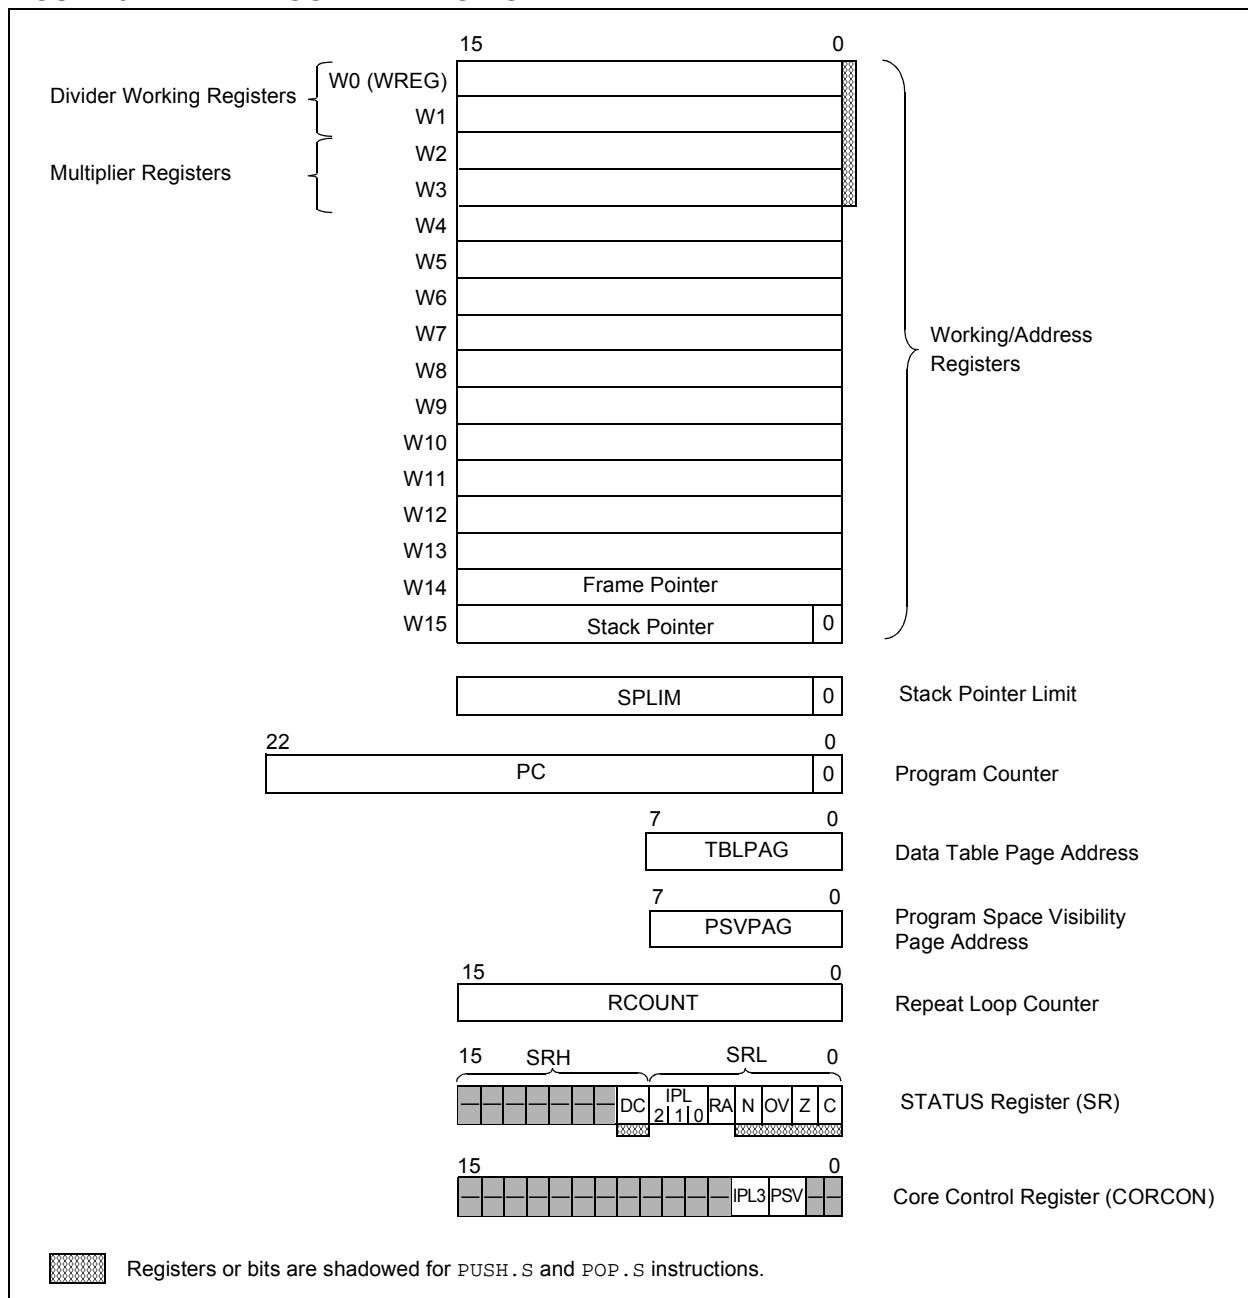 15 0
W0 (WREG)
Divider Working Registers
W1
W2
Multiplier Registers
W3
W4
W5
W6
W7
Working/Address
Registers
W8
W9
W10
W11
W12
W13
W14 Frame Pointer
W15 Stack Pointer 0
SPLIM 0 Stack Pointer Limit
22 0
PC 0 Program Counter
7 0
TBLPAG Data Table Page Address
7 0
PSVPAG Program Space Visibility
Page Address
15 0
RCOUNT Repeat Loop Counter
15 SRH SRL 0
— — — — — — — DC IPL 2 1 0 RA N OV Z C STATUS Register (SR)
15 0
— — — — — — — — — — — — IPL3 PSV — — Core Control Register (CORCON)
Registers or bits are shadowed for PUSH.S and POP.S instructions.